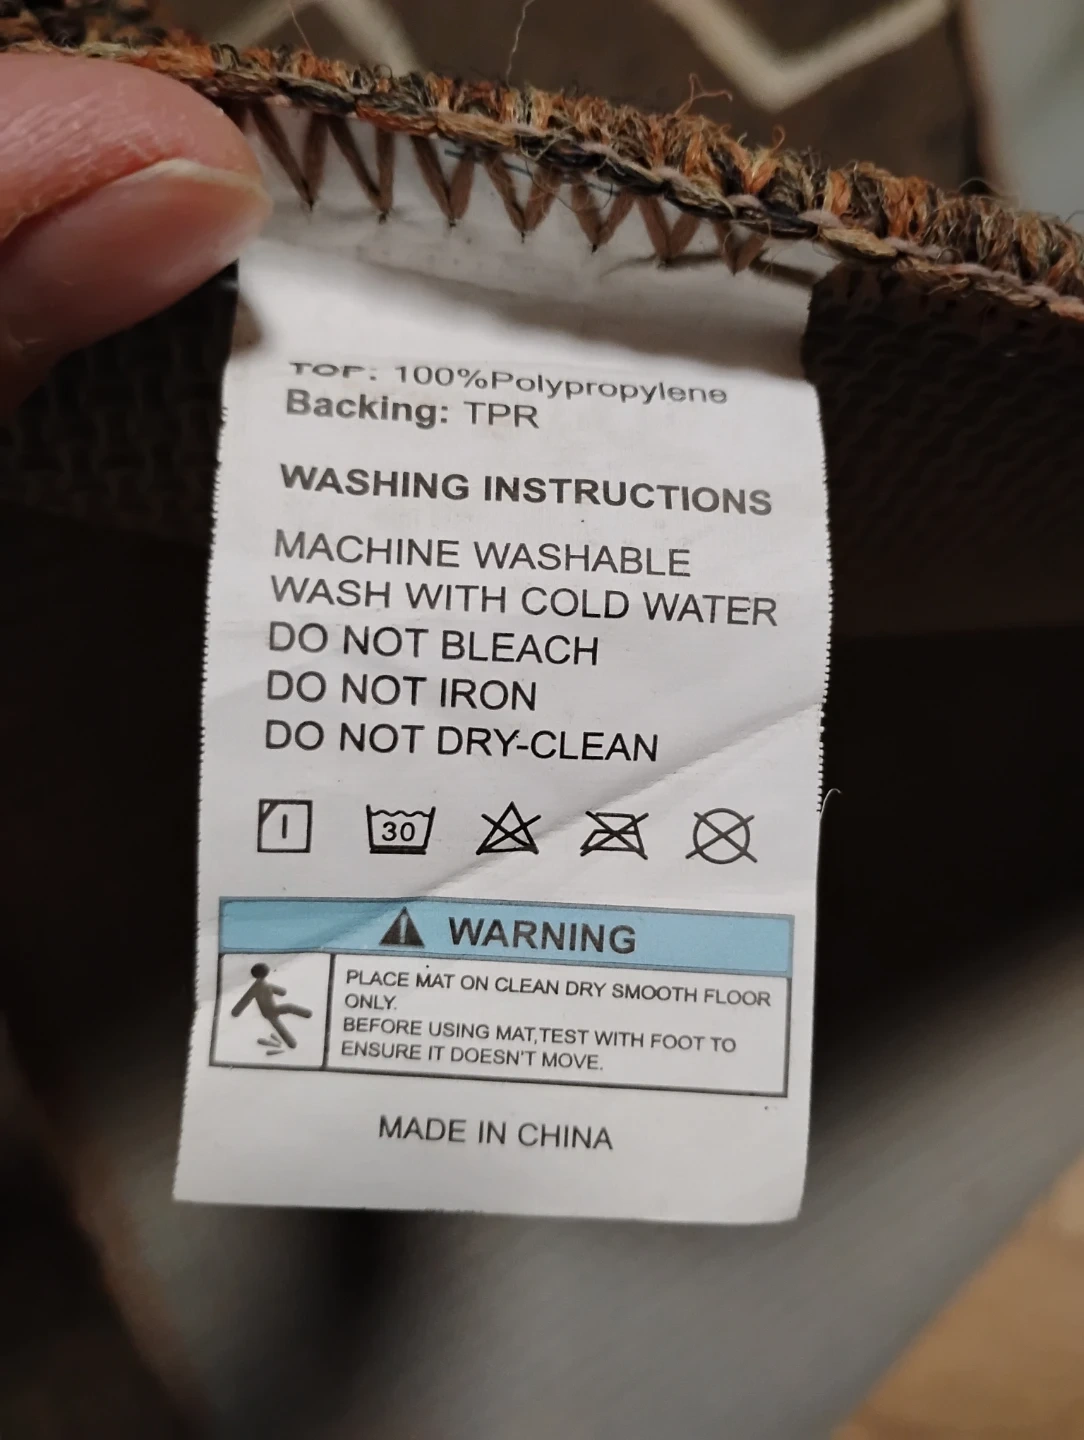 TOP: 100%Polypropylene
Backing: TPR
WASHING INSTRUCTIONS
MACHINE WASHABLE
WASH WITH COLD WATER
DO NOT BLEACH
DO NOT IRON
DO NOT DRY-CLEAN
30
WARNING
PLACE MAT ON CLEAN DRY SMOOTH FLOOR
ONLY.
BEFORE USING MAT,TEST WITH FOOT TO
ENSURE IT DOESN'T MOVE.
MADE IN CHINA